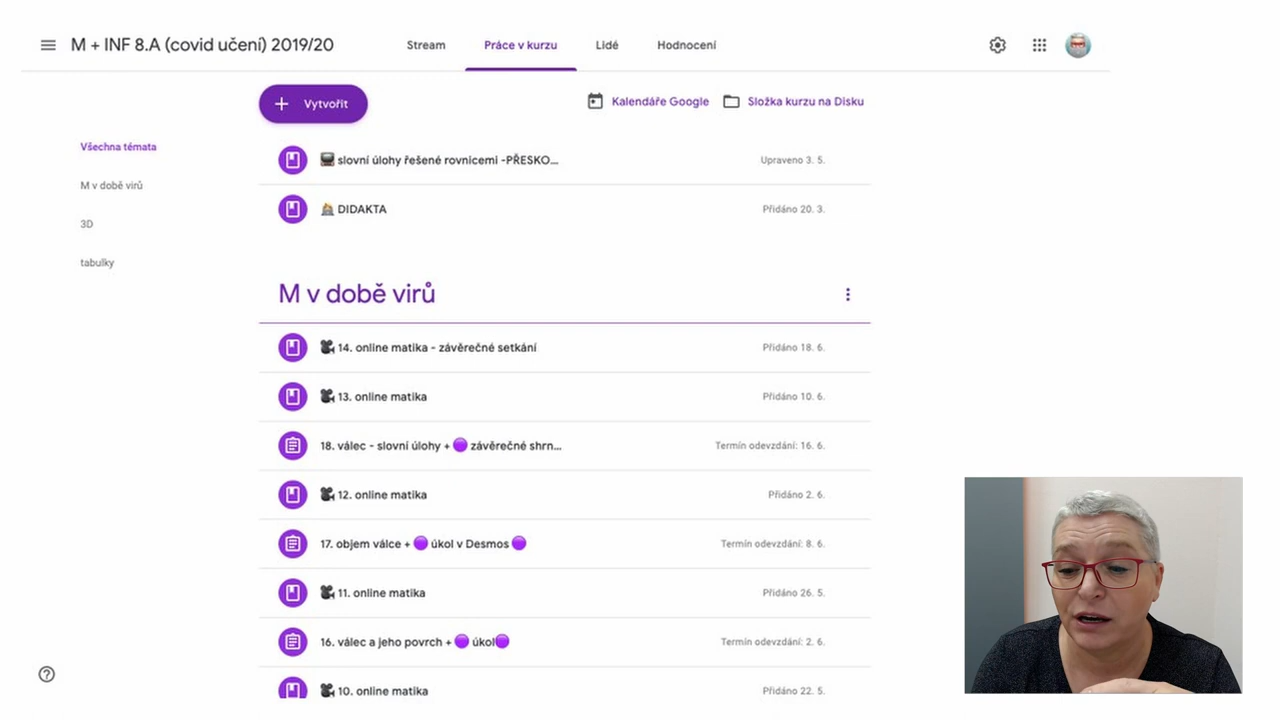 M + INF 8.A (covid učení) 2019/20
Stream
Práce v kurzu
Lidé
Hodnocení
Vytvořit
Kalendáře Google
Složka kurzu na Disku
Všechna témata
M v době virů
3D
tabulky
slovní úlohy řešené rovnicemi -PŘESKO...
Upraveno 3. 5.
DIDAKTA
Přidáno 20. 3.
M v době virů
14. online matika - závěrečné setkání
Přidáno 18. 6.
13. online matika
Přidáno 10. 6.
18. válec - slovní úlohy + 🟣 závěrečné shrn...
Termín odevzdání: 16. 6.
12. online matika
Přidáno 2. 6.
17. objem válce + 🟣 úkol v Desmos 🟣
Termín odevzdání: 8. 6.
11. online matika
Přidáno 26. 5.
16. válec a jeho povrch + 🟣 úkol🟣
Termín odevzdání: 2. 6.
10. online matika
Přidáno 22. 5.